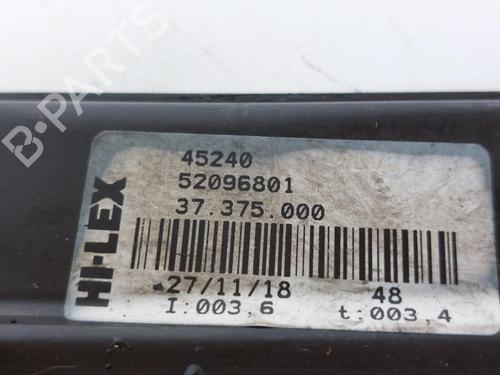 B-PARTS
HI-LEX
45240
52096801
37.375.000
27/11/18 48
I:003,6 t:003,4